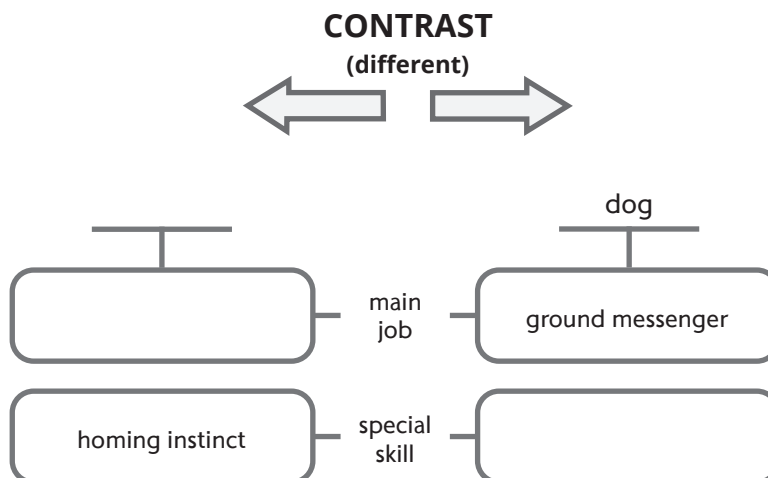 CONTRAST
(different)
dog
main
job
ground messenger
homing instinct
special
skill